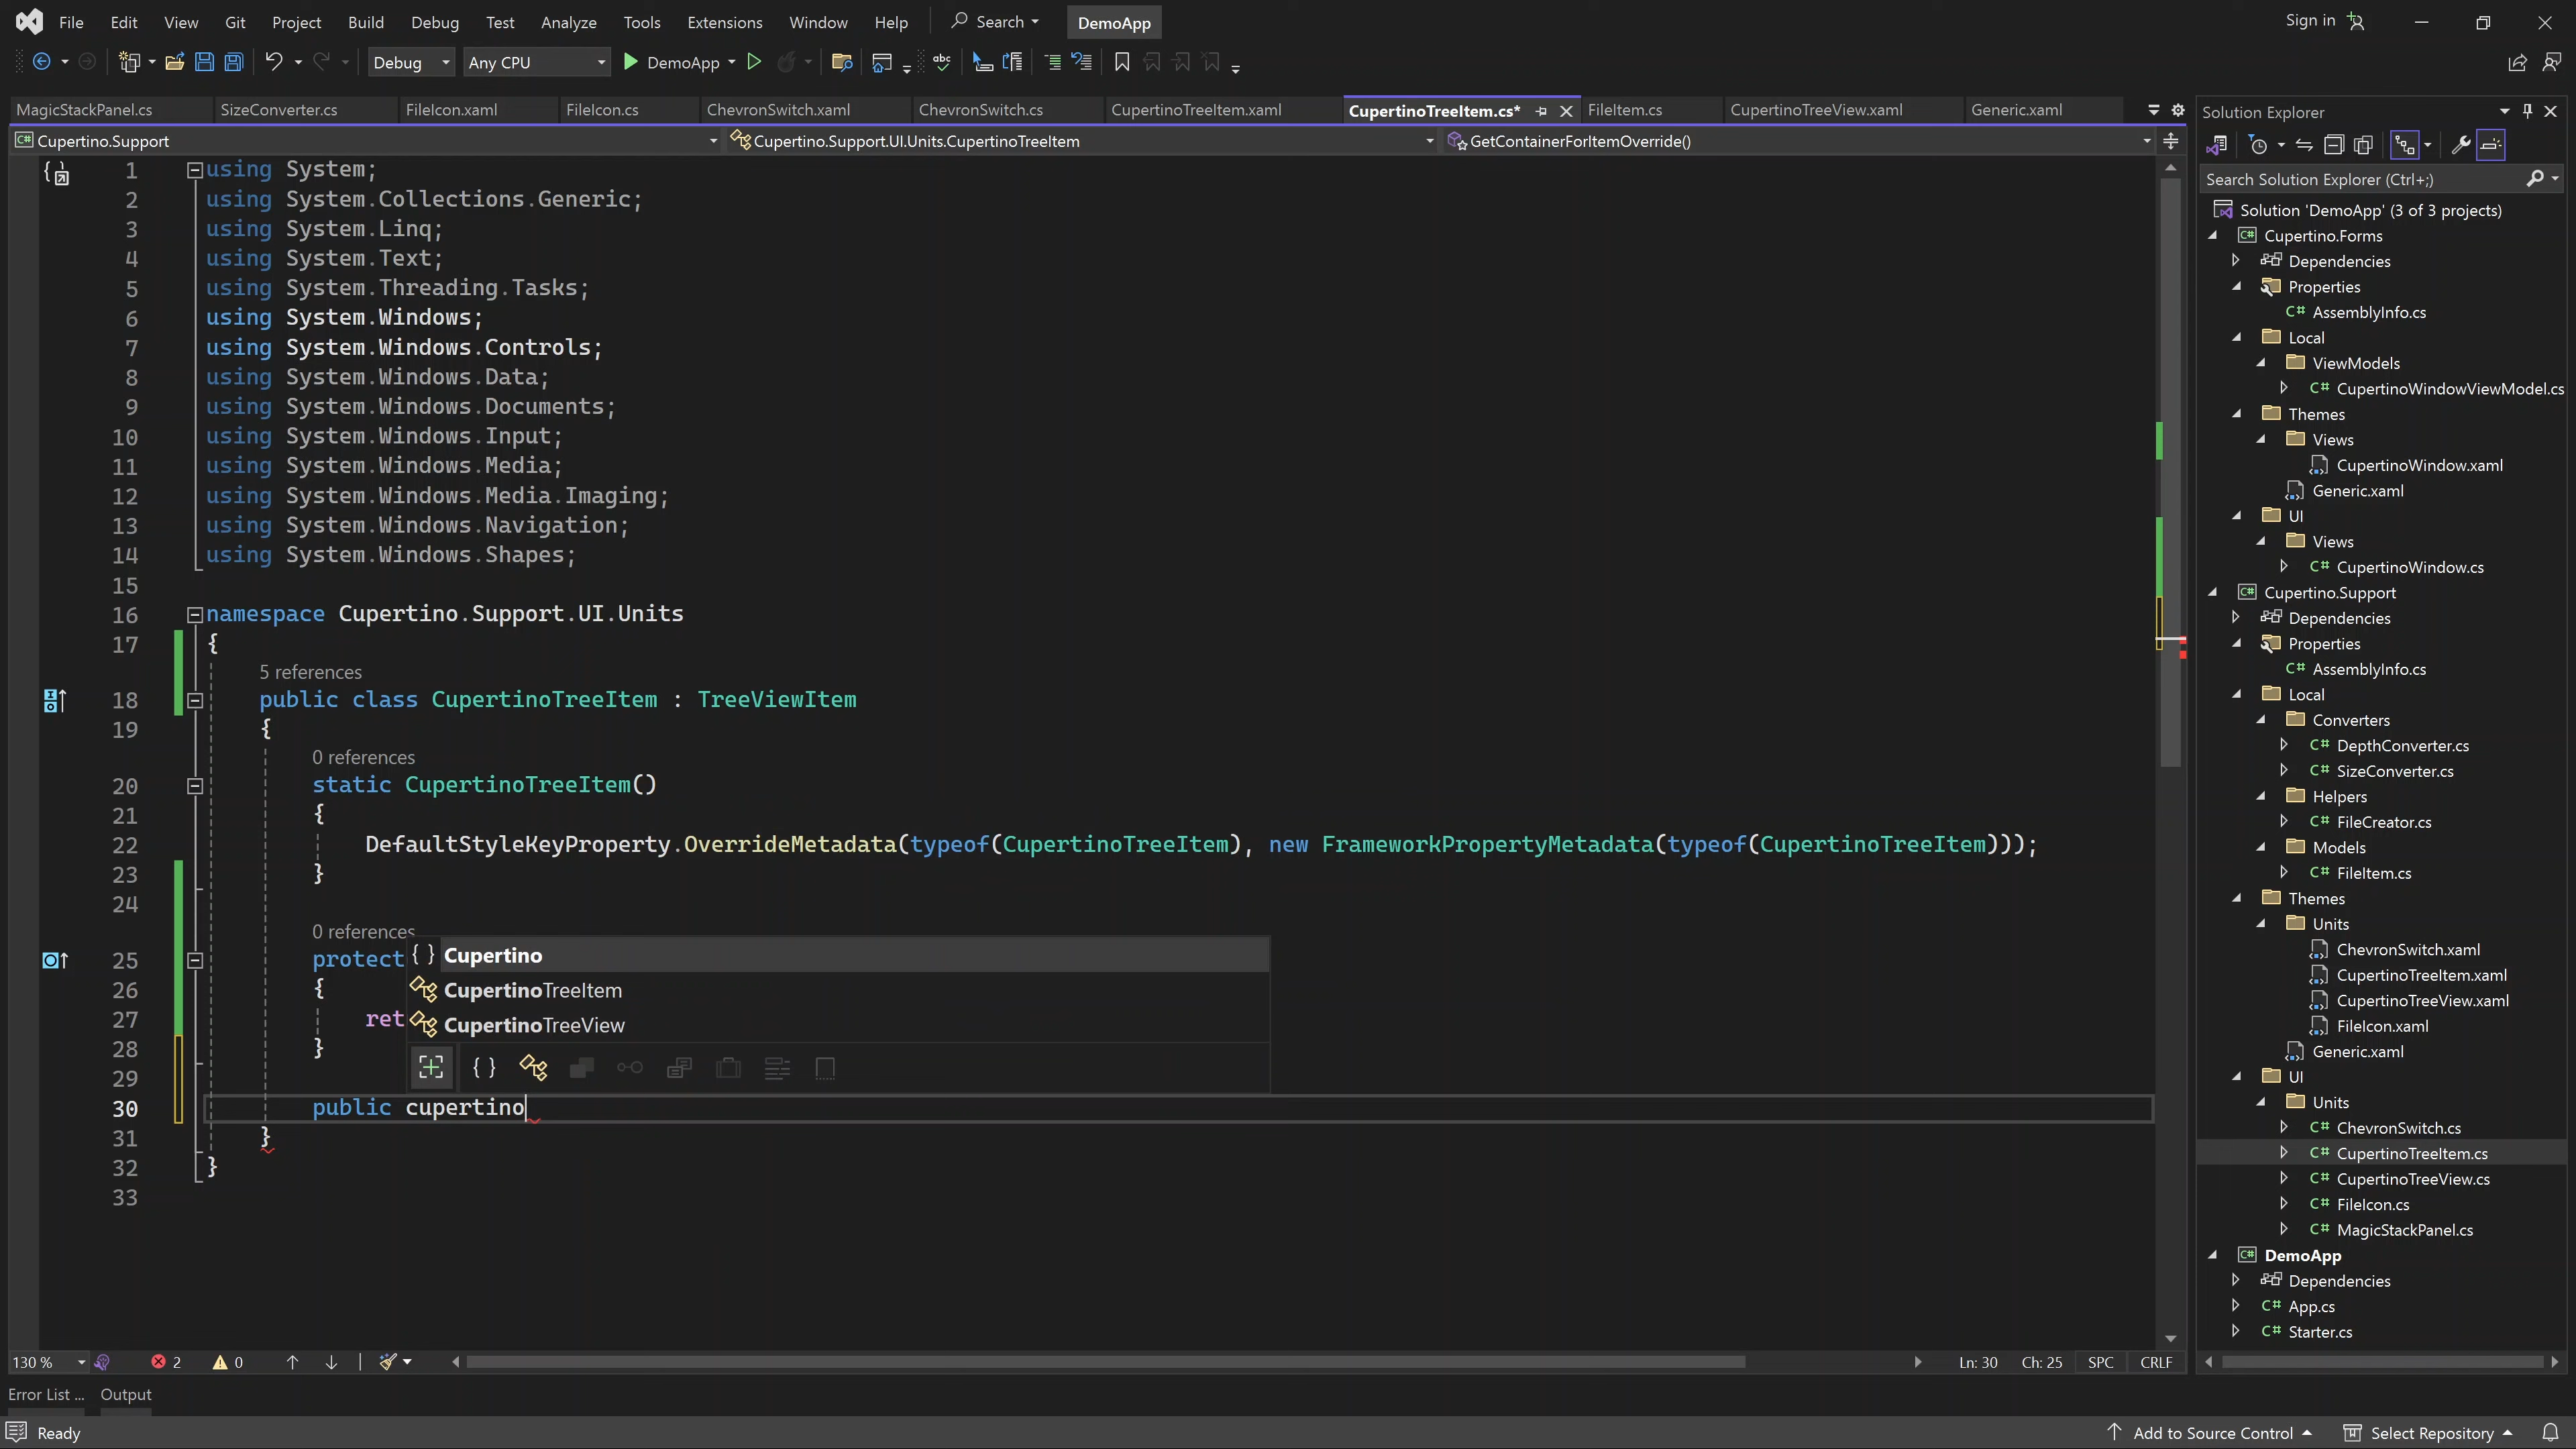 File Edit View Git Project Build Debug Test Analyze Tools Extensions Window Help Search DemoApp Sign in
Debug Any CPU DemoApp
MagicStackPanel.cs SizeConverter.cs FileIcon.xaml FileIcon.cs ChevronSwitch.xaml ChevronSwitch.cs CupertinoTreeItem.xaml CupertinoTreeItem.cs* FileItem.cs CupertinoTreeView.xaml Generic.xaml
Cupertino.Support Cupertino.Support.UI.Units.CupertinoTreeItem GetContainerForItemOverride()
1 using System;
2 using System.Collections.Generic;
3 using System.Linq;
4 using System.Text;
5 using System.Threading.Tasks;
6 using System.Windows;
7 using System.Windows.Controls;
8 using System.Windows.Data;
9 using System.Windows.Documents;
10 using System.Windows.Input;
11 using System.Windows.Media;
12 using System.Windows.Media.Imaging;
13 using System.Windows.Navigation;
14 using System.Windows.Shapes;
15
16 namespace Cupertino.Support.UI.Units
17 {
5 references
18 public class CupertinoTreeItem : TreeViewItem
19 {
0 references
20 static CupertinoTreeItem()
21 {
22 DefaultStyleKeyProperty.OverrideMetadata(typeof(CupertinoTreeItem), new FrameworkPropertyMetadata(typeof(CupertinoTreeItem)));
23 }
24
0 references
25 protect
26 {
27 ret
28 }
29
30 public cupertino
31 }
32 }
33
{ } Cupertino
CupertinoTreeItem
CupertinoTreeView
{ }
130 % 2 0 Ln: 30 Ch: 25 SPC CRLF
Error List ... Output
Ready Add to Source Control Select Repository
Solution Explorer
Search Solution Explorer (Ctrl+;)
Solution 'DemoApp' (3 of 3 projects)
Cupertino.Forms
Dependencies
Properties
C# AssemblyInfo.cs
Local
ViewModels
C# CupertinoWindowViewModel.cs
Themes
Views
CupertinoWindow.xaml
Generic.xaml
UI
Views
C# CupertinoWindow.cs
Cupertino.Support
Dependencies
Properties
C# AssemblyInfo.cs
Local
Converters
C# DepthConverter.cs
C# SizeConverter.cs
Helpers
C# FileCreator.cs
Models
C# FileItem.cs
Themes
Units
ChevronSwitch.xaml
CupertinoTreeItem.xaml
CupertinoTreeView.xaml
FileIcon.xaml
Generic.xaml
UI
Units
C# ChevronSwitch.cs
C# CupertinoTreeItem.cs
C# CupertinoTreeView.cs
C# FileIcon.cs
C# MagicStackPanel.cs
DemoApp
Dependencies
C# App.cs
C# Starter.cs